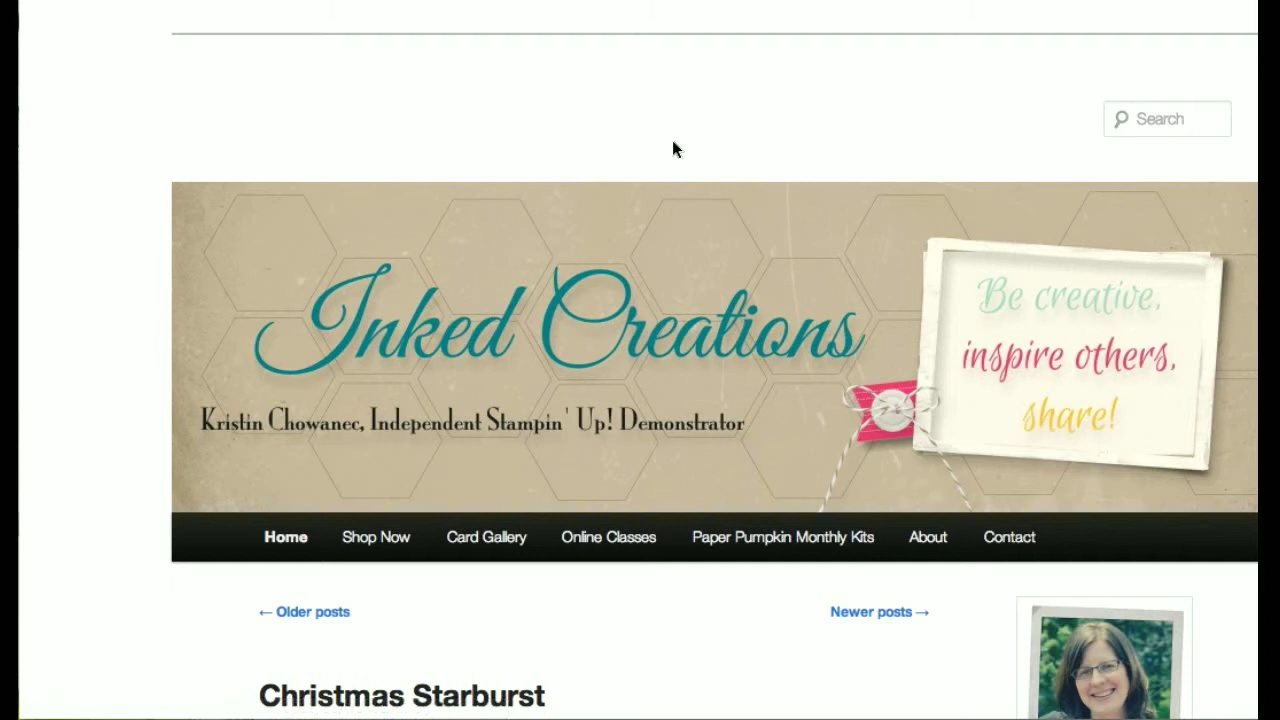 Search
Inked Creations
Kristin Chowanec, Independent Stampin' Up! Demonstrator
Be creative,
inspire others,
share!
Home Shop Now Card Gallery Online Classes Paper Pumpkin Monthly Kits About Contact
← Older posts Newer posts →
Christmas Starburst